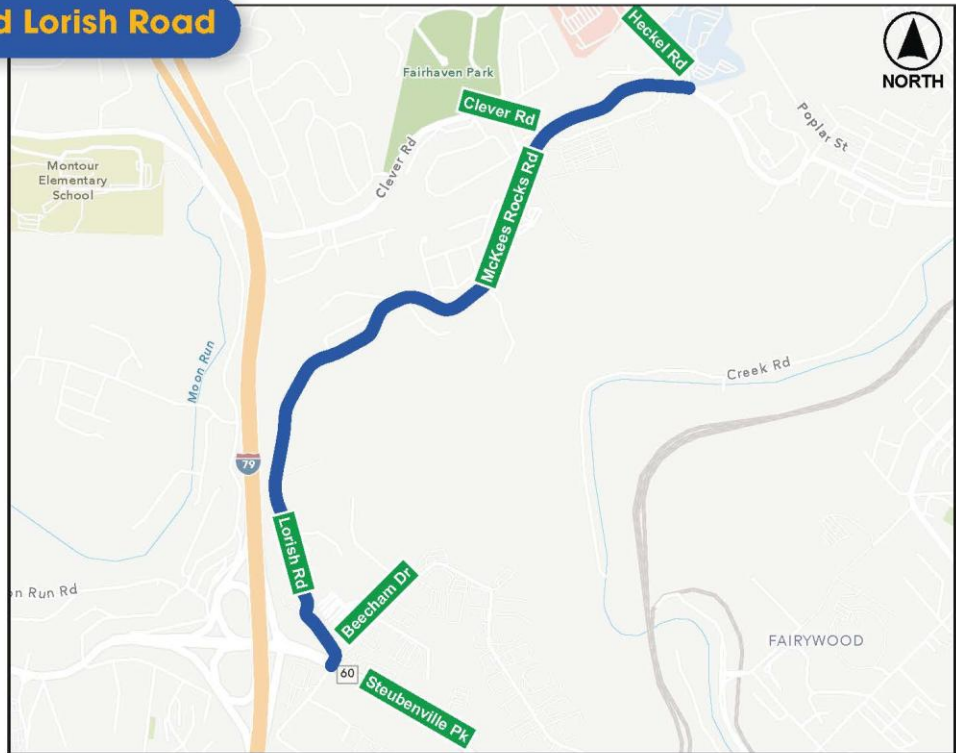 d Lorish Road
Heckel Rd
NORTH
Fairhaven Park
Clever Rd
Poplar St
Clever Rd
Montour
Elementary
School
McKees Rocks Rd
Moon Run
Creek Rd
79
Lorish Rd
Beecham Dr
n Run Rd
FAIRYWOOD
60
Steubenville Pk